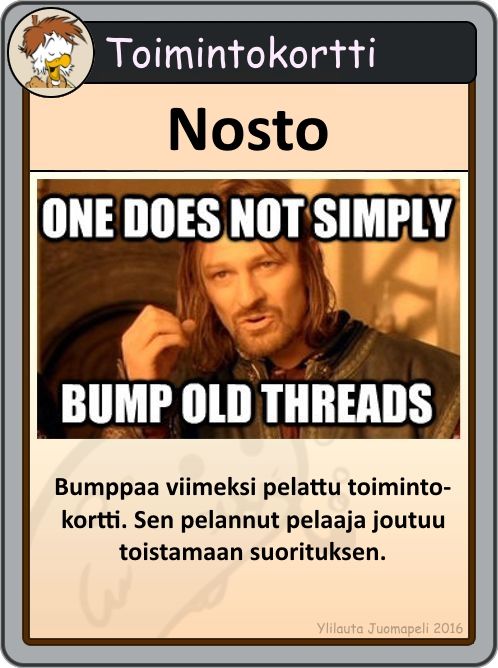 Toimintokortti
Nosto
ONE DOES NOT SIMPLY
BUMP OLD THREADS
Bumppaa viimeksi pelattu toiminto-
kortti. Sen pelannut pelaaja joutuu
toistamaan suorituksen.
Ylilauta Juomapeli 2016